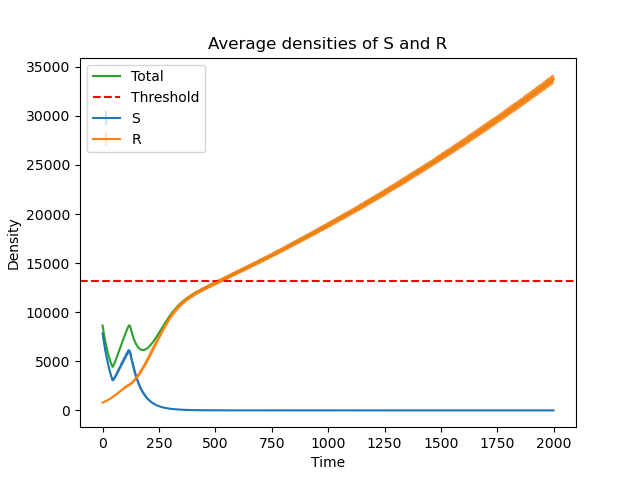 Average densities of S and R
Total
Threshold
S
R
35000
30000
25000
20000
15000
10000
5000
0
Density
0 250 500 750 1000 1250 1500 1750 2000
Time